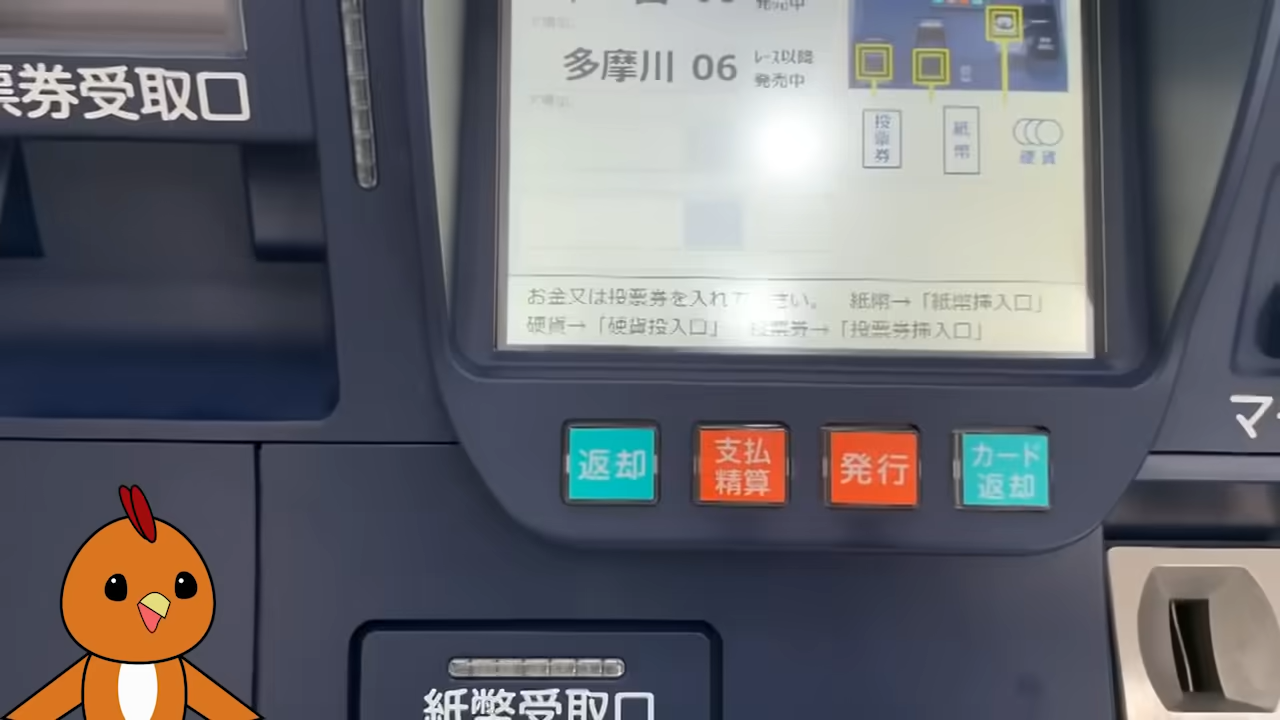 発売中
票券受取口
多摩川 06 レース以降
発売中
投票券
紙幣
硬貨
お金又は投票券を入れて さい。 紙幣→「紙幣挿入口」
硬貨→「硬貨投入口」 投票券→「投票券挿入口」
返却
支払
精算
発行
カード
返却
紙幣受取口